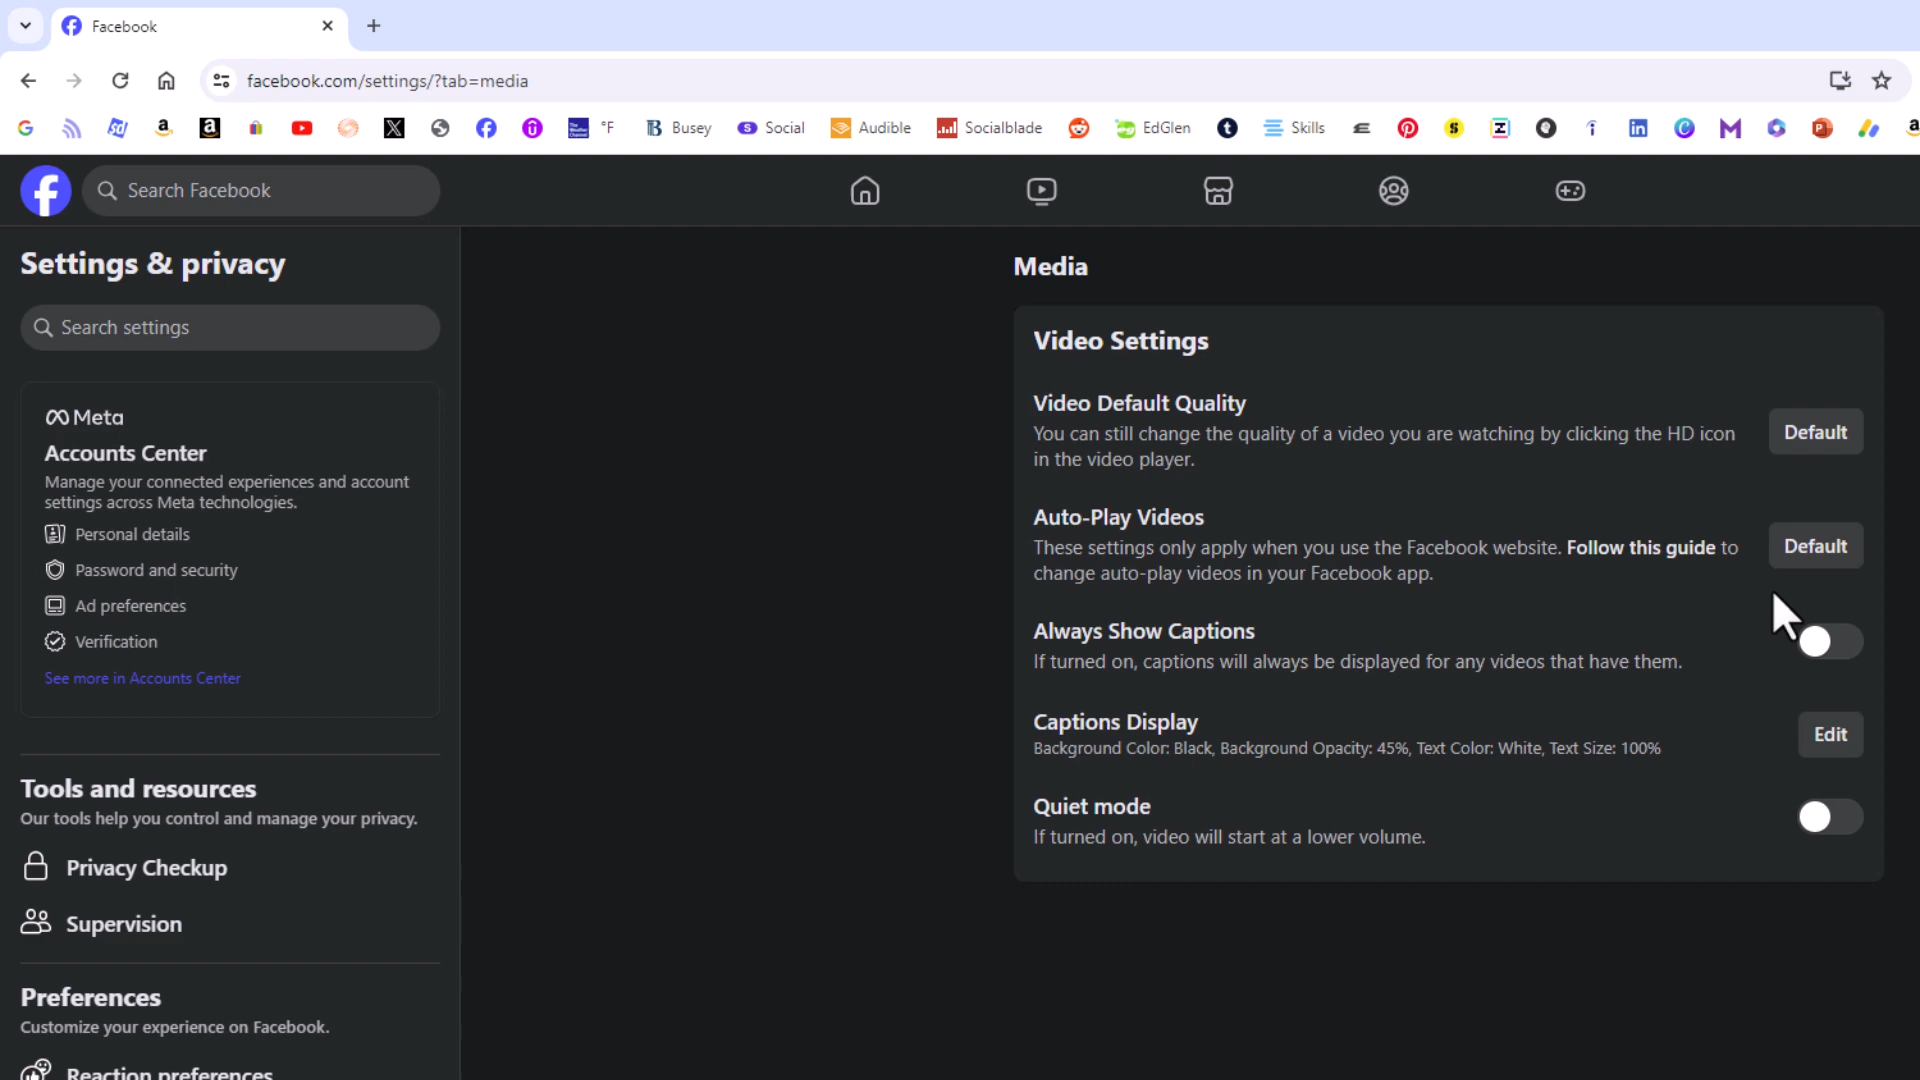 Facebook
facebook.com/settings/?tab=media
°F
Busey
Social
Audible
Socialblade
EdGlen
Skills
Search Facebook
Settings & privacy
Search settings
Meta
Accounts Center
Manage your connected experiences and account
settings across Meta technologies.
Personal details
Password and security
Ad preferences
Verification
See more in Accounts Center
Tools and resources
Our tools help you control and manage your privacy.
Privacy Checkup
Supervision
Preferences
Customize your experience on Facebook.
Reaction preferences
Media
Video Settings
Video Default Quality
You can still change the quality of a video you are watching by clicking the HD icon
in the video player.
Default
Auto-Play Videos
These settings only apply when you use the Facebook website. Follow this guide to
change auto-play videos in your Facebook app.
Default
Always Show Captions
If turned on, captions will always be displayed for any videos that have them.
Captions Display
Background Color: Black, Background Opacity: 45%, Text Color: White, Text Size: 100%
Edit
Quiet mode
If turned on, video will start at a lower volume.